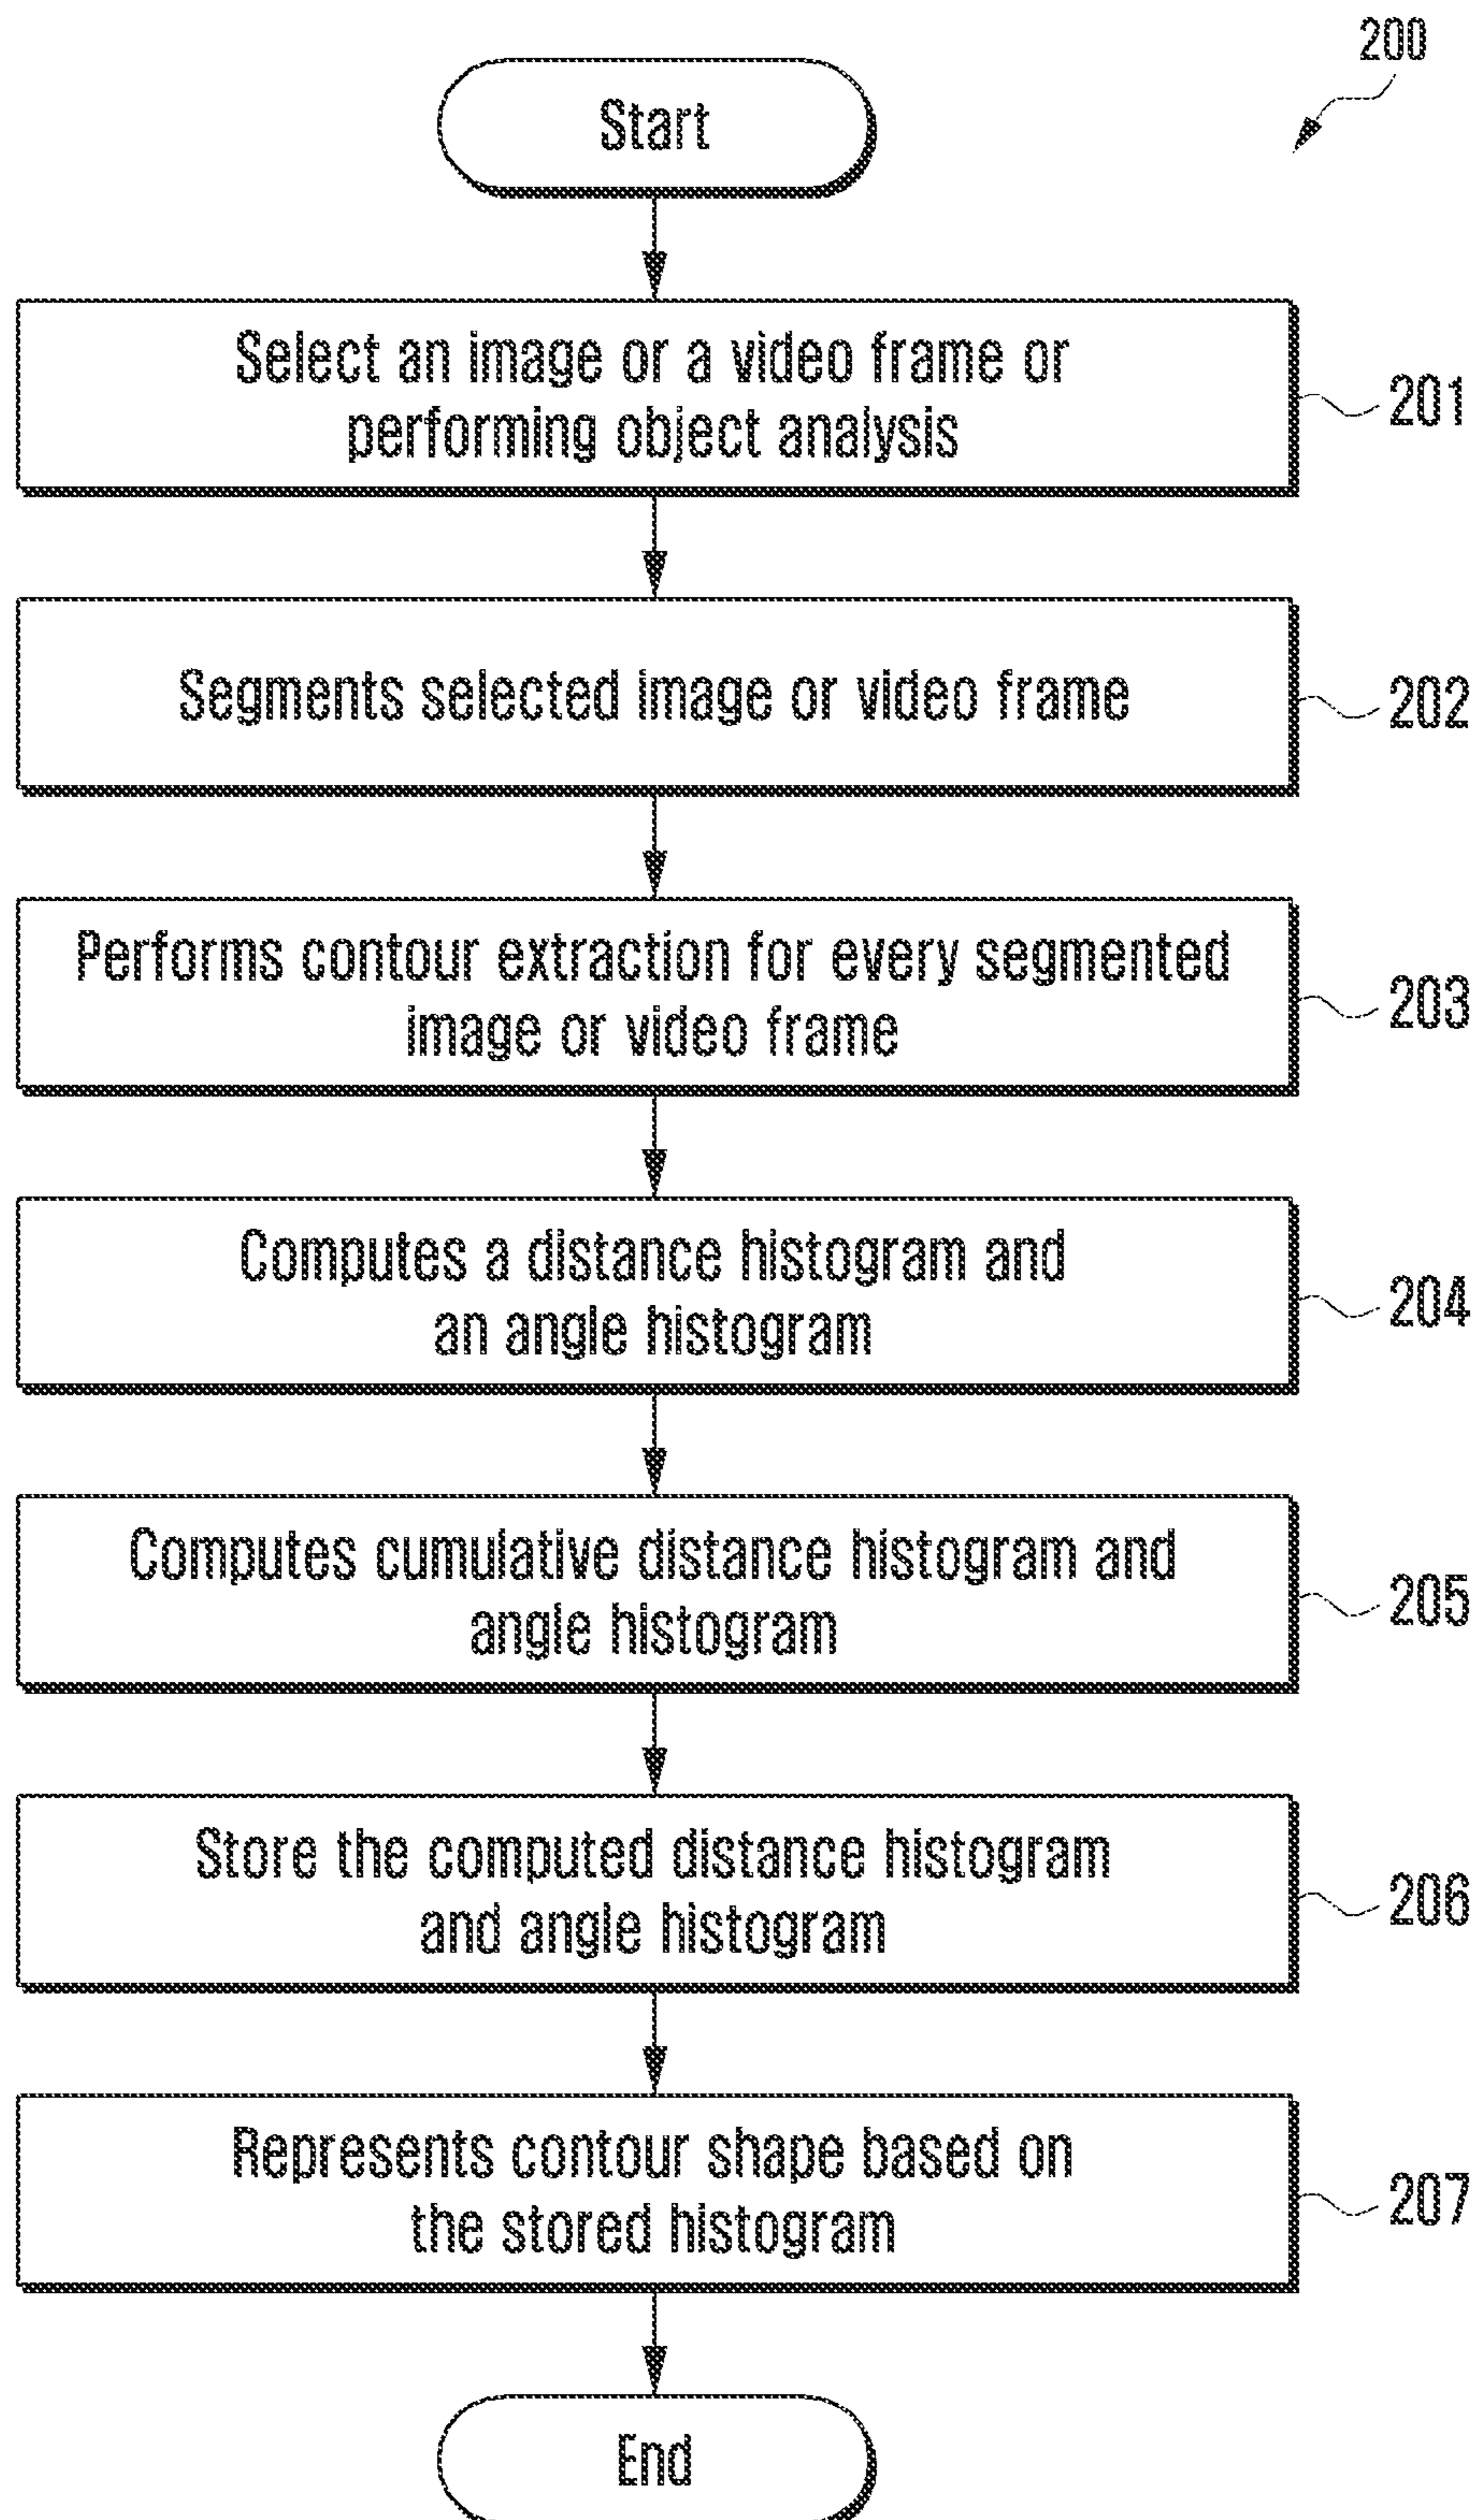 200
Start
Select an image or a video frame or
performing object analysis
201
Segments selected image or video frame
202
Performs contour extraction for every segmented
image or video frame
203
Computes a distance histogram and
an angle histogram
204
Computes cumulative distance histogram and
angle histogram
205
Store the computed distance histogram
and angle histogram
206
Represents contour shape based on
the stored histogram
207
End